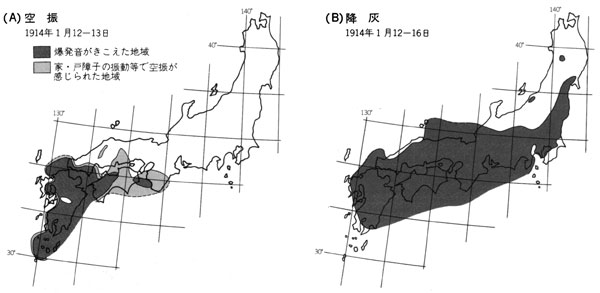 (A) 空振
1914年1月12-13日
爆発音がきこえた地域
家・戸障子の振動等で空振が
感じられた地域
140°
40°
130°
30°
(B) 降灰
1914年1月12-16日
140°
40°
130°
30°